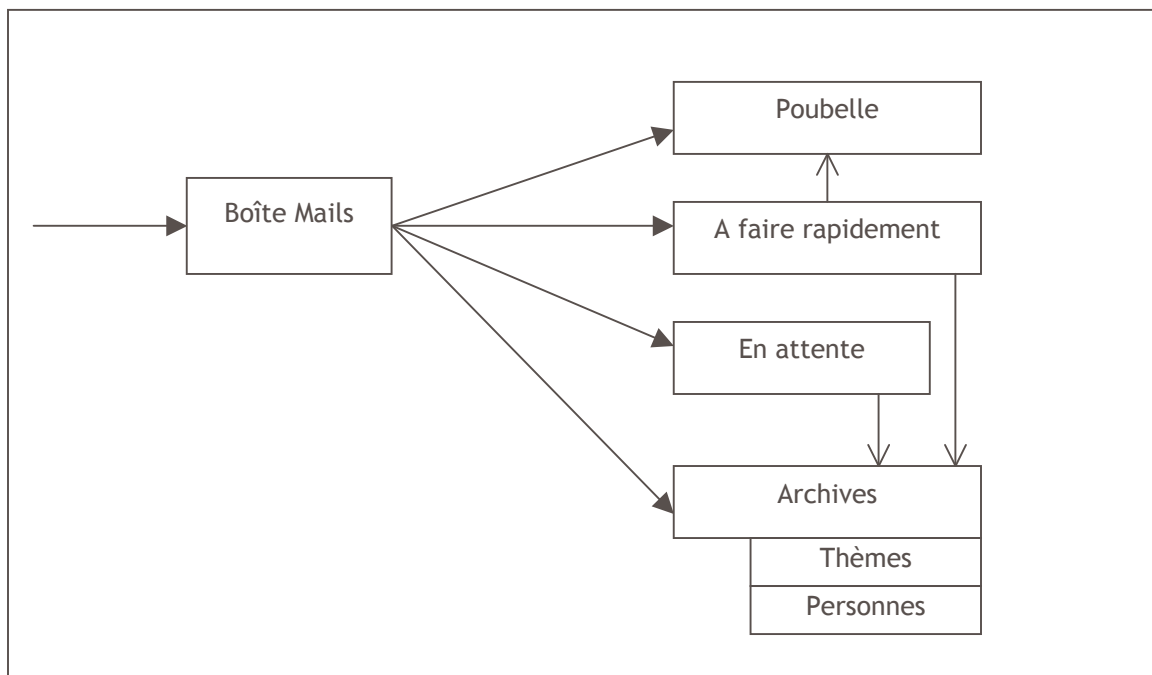 Poubelle
Boîte Mails
A faire rapidement
En attente
Archives
Thèmes
Personnes